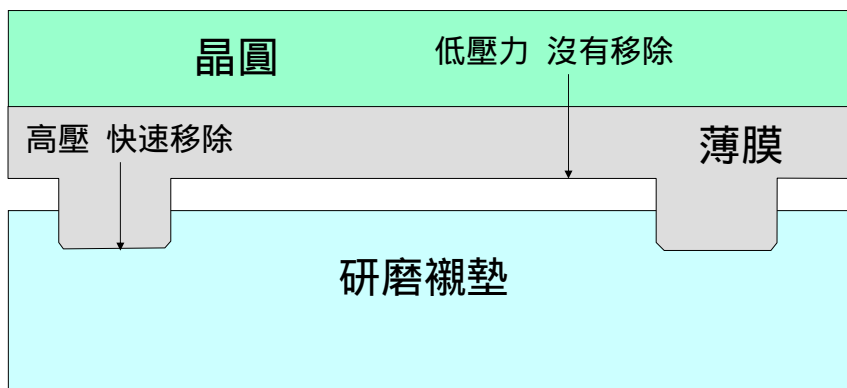 晶圓
低壓力 沒有移除
高壓 快速移除
薄膜
研磨襯墊